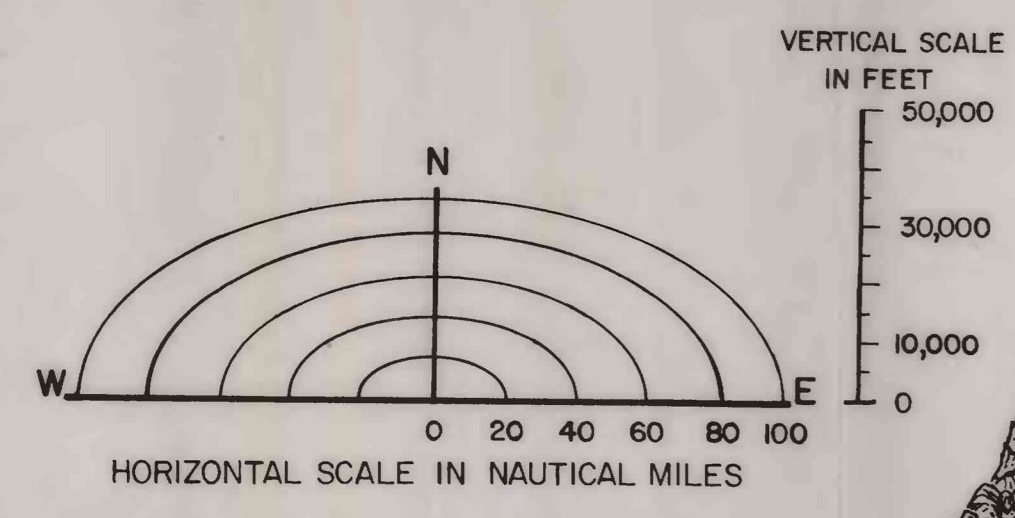 VERTICAL SCALE
IN FEET
50,000
N
30,000
10,000
W
E
0
0 20 40 60 80 100
HORIZONTAL SCALE IN NAUTICAL MILES